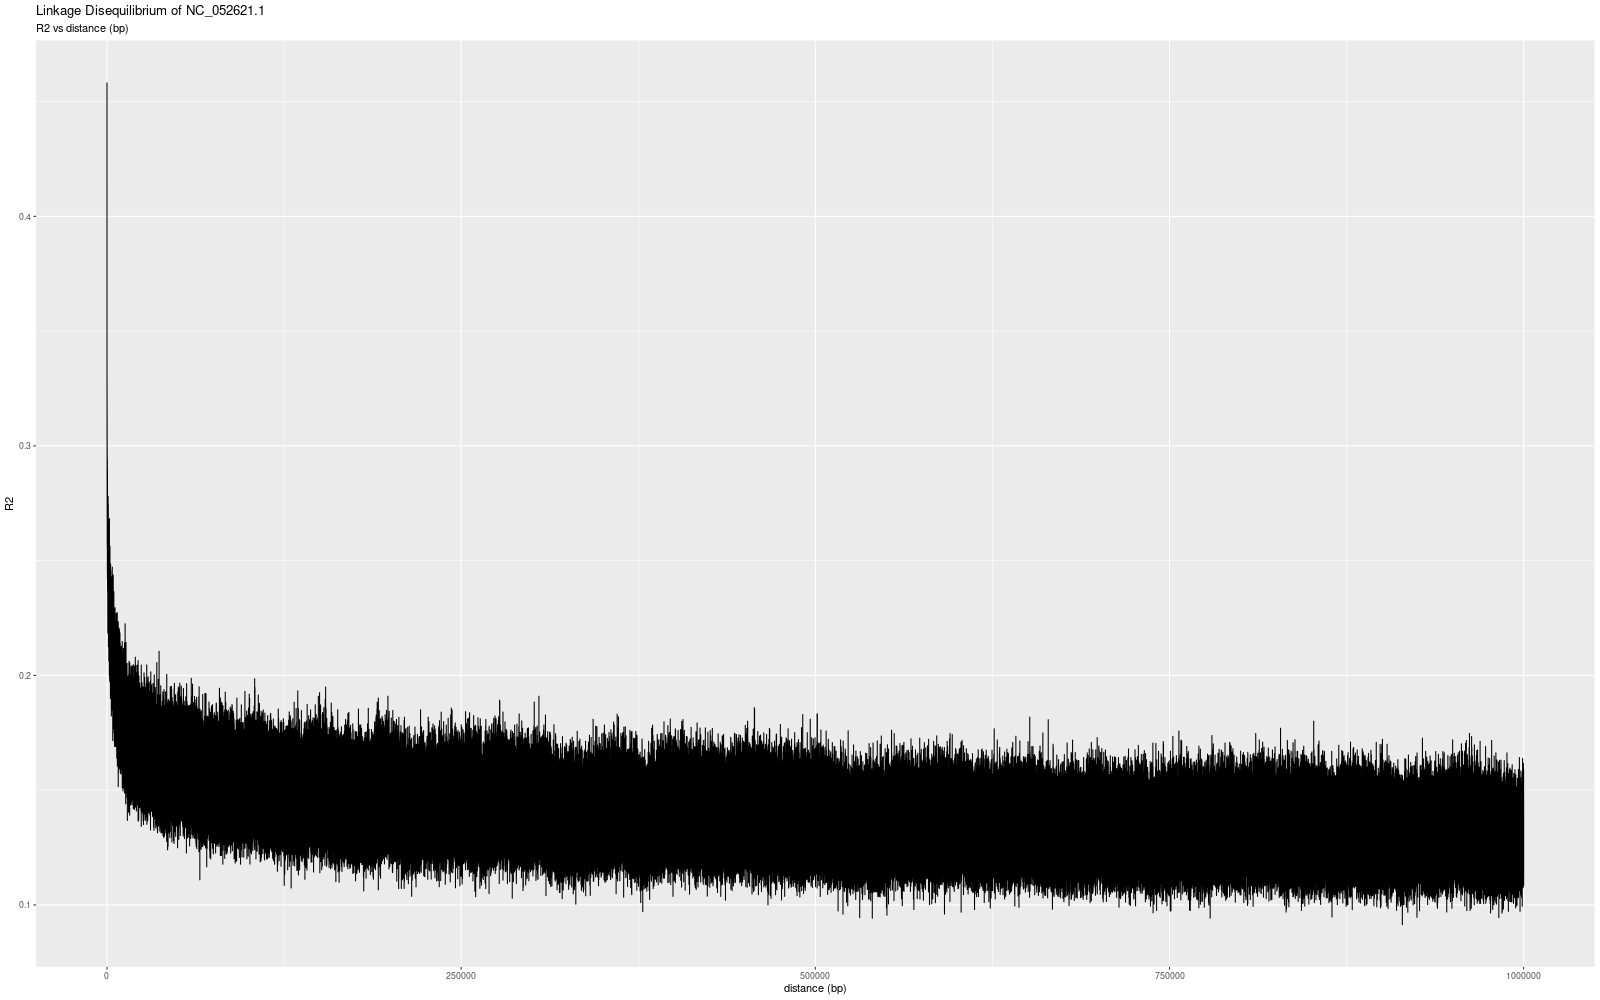 Linkage Disequilibrium of NC_052621.1
R2 vs distance (bp)
0.4
0.3
R2
0.2
0.1
0 250000 500000 750000 1000000
distance (bp)